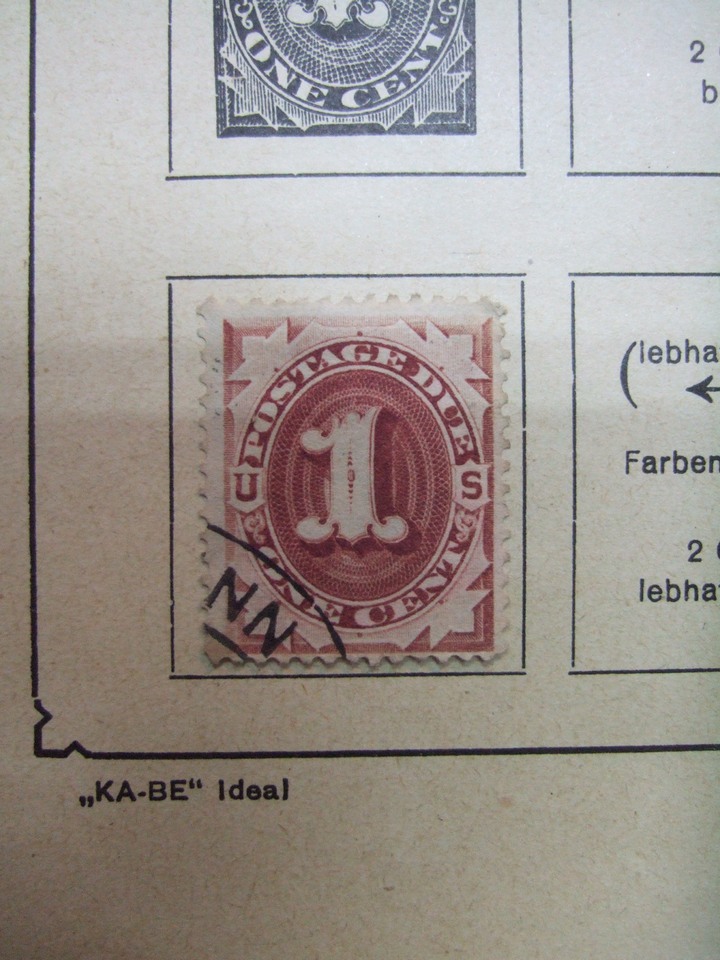 ONE CENT
2
b
POSTAGE DUE
U S
1
ONE CENT
NN
(lebha
←
Farben
2
lebha
„KA-BE“ Ideal